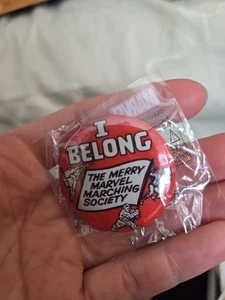 I
BELONG
THE MERRY
MARVEL
MARCHING
SOCIETY